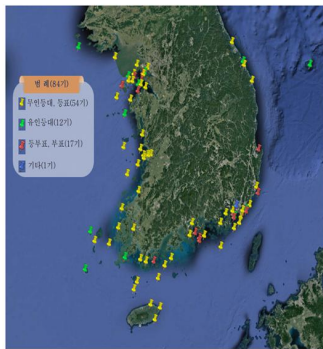 범 례(84기)
무인등대, 등표(54기)
유인등대(12기)
등부표, 부표(17기)
기타(1기)